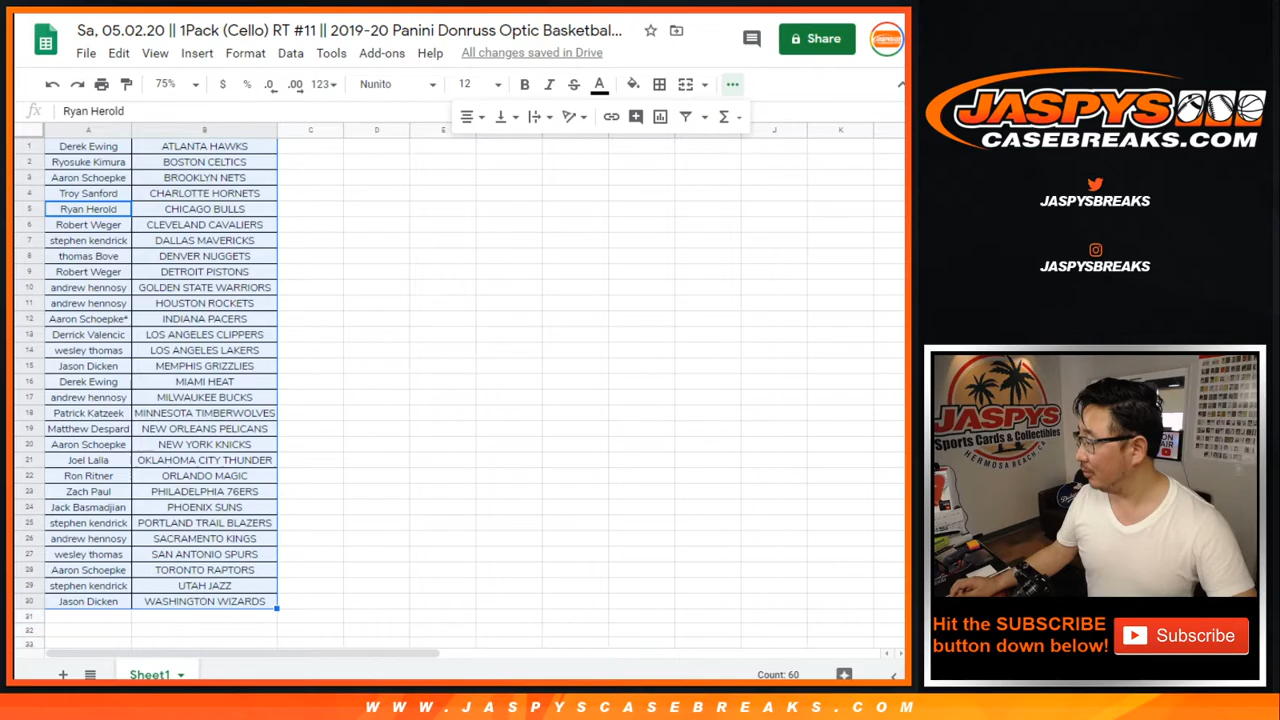 Sa, 05.02.20 || 1Pack (Cello) RT #11 || 2019-20 Panini Donruss Optic Basketbal...
File Edit View Insert Format Data Tools Add-ons Help All changes saved in Drive
Share
75% $ % .0 .00 123 Nunito 12 B I S A
fx Ryan Herold
A B C D E J K
1 Derek Ewing ATLANTA HAWKS
2 Ryosuke Kimura BOSTON CELTICS
3 Aaron Schoepke BROOKLYN NETS
4 Troy Sanford CHARLOTTE HORNETS
5 Ryan Herold CHICAGO BULLS
6 Robert Weger CLEVELAND CAVALIERS
7 stephen kendrick DALLAS MAVERICKS
8 thomas Bove DENVER NUGGETS
9 Robert Weger DETROIT PISTONS
10 andrew hennosy GOLDEN STATE WARRIORS
11 andrew hennosy HOUSTON ROCKETS
12 Aaron Schoepke* INDIANA PACERS
13 Derrick Valencic LOS ANGELES CLIPPERS
14 wesley thomas LOS ANGELES LAKERS
15 Jason Dicken MEMPHIS GRIZZLIES
16 Derek Ewing MIAMI HEAT
17 andrew hennosy MILWAUKEE BUCKS
18 Patrick Katzeek MINNESOTA TIMBERWOLVES
19 Matthew Despard NEW ORLEANS PELICANS
20 Aaron Schoepke NEW YORK KNICKS
21 Joel Lalla OKLAHOMA CITY THUNDER
22 Ron Ritner ORLANDO MAGIC
23 Zach Paul PHILADELPHIA 76ERS
24 Jack Basmadjian PHOENIX SUNS
25 stephen kendrick PORTLAND TRAIL BLAZERS
26 andrew hennosy SACRAMENTO KINGS
27 wesley thomas SAN ANTONIO SPURS
28 Aaron Schoepke TORONTO RAPTORS
29 stephen kendrick UTAH JAZZ
30 Jason Dicken WASHINGTON WIZARDS
31
32
33
Sheet1
Count: 60
JASPYS
CASEBREAKS.COM
JASPYSBREAKS
JASPYSBREAKS
JASPYS
Sports Cards & Collectibles
HERMOSA BEACH CA
Hit the SUBSCRIBE
button down below!
Subscribe
WWW.JASPYSCASEBREAKS.COM